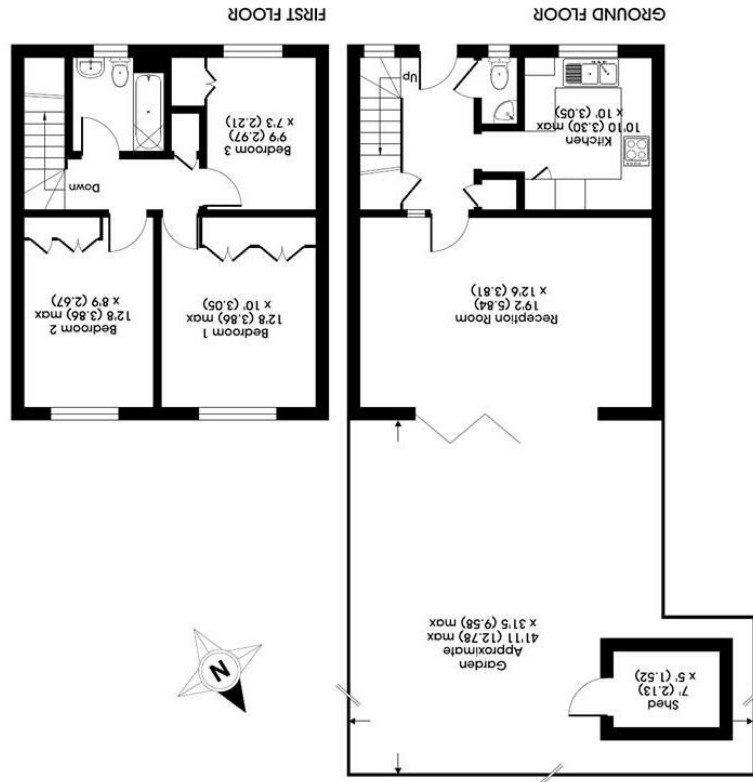 Shed
7' (2.13)
x 5' (1.52)
Garden
Approximate
41'11 (12.78) max
x 31'5 (9.58) max
N
Reception Room
19'2 (5.84)
x 12'6 (3.81)
Kitchen
10'10 (3.30) max
x 10' (3.05)
Up
GROUND FLOOR
Bedroom 1
12'8 (3.86) max
x 10' (3.05)
Bedroom 2
12'8 (3.86) max
x 8'9 (2.67)
Down
Bedroom 3
9'9 (2.97)
x 7'3 (2.21)
FIRST FLOOR